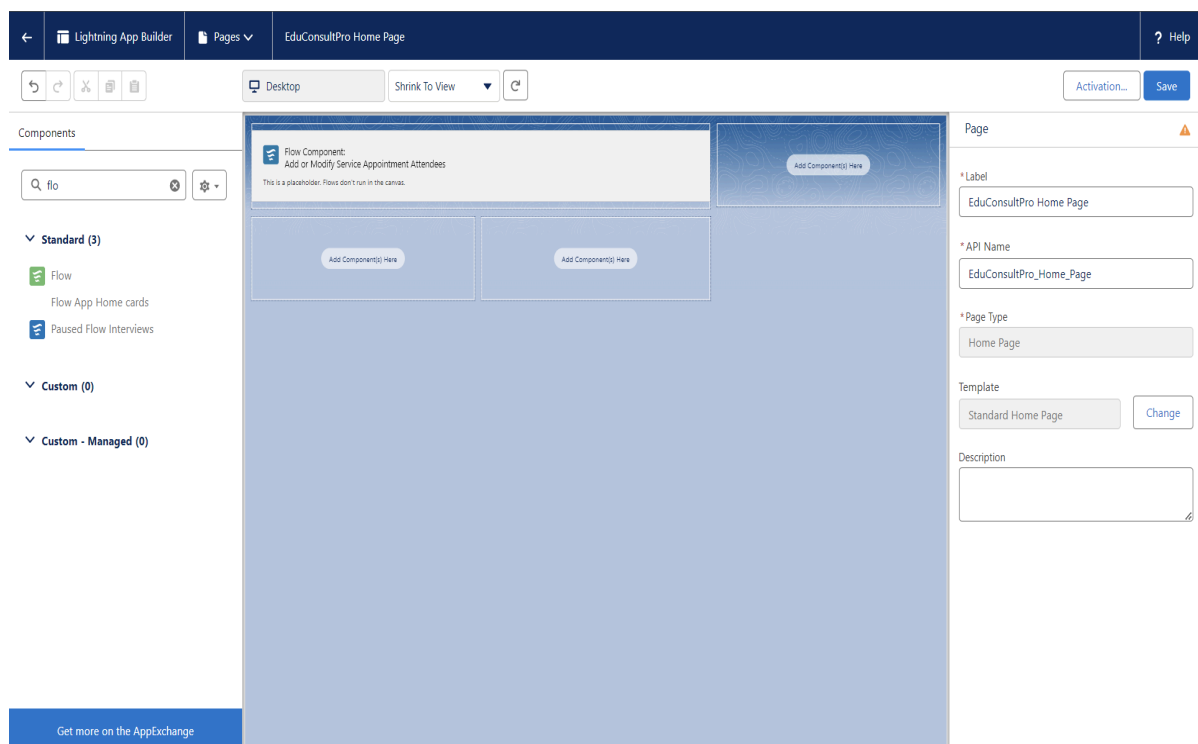 Lightning App Builder
Pages
EduConsultPro Home Page
? Help
Desktop
Shrink To View
Activation...
Save
Components
flo
Standard (3)
Flow
Flow App Home cards
Paused Flow Interviews
Custom (0)
Custom - Managed (0)
Get more on the AppExchange
Flow Component:
Add or Modify Service Appointment Attendees
This is a placeholder. Flows don't run in the canvas.
Add Component(s) Here
Add Component(s) Here
Add Component(s) Here
Page
*Label
EduConsultPro Home Page
*API Name
EduConsultPro_Home_Page
*Page Type
Home Page
Template
Standard Home Page
Change
Description